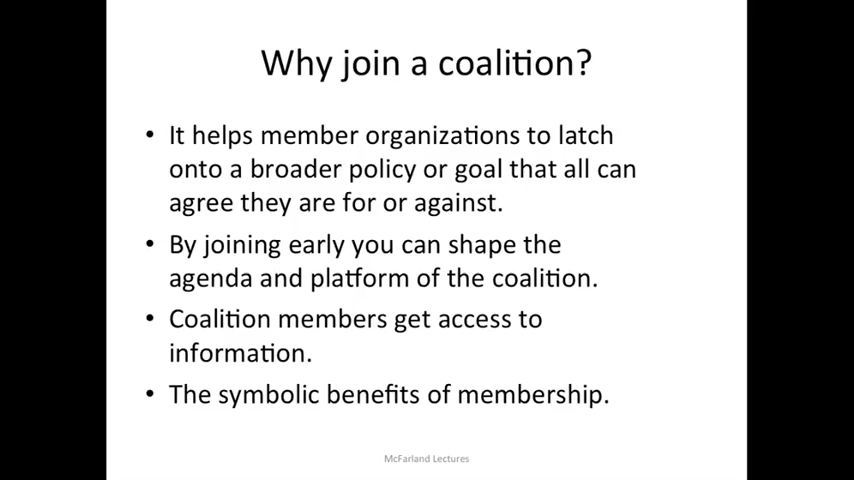 Why join a coalition?
• It helps member organizations to latch
onto a broader policy or goal that all can
agree they are for or against.
• By joining early you can shape the
agenda and platform of the coalition.
• Coalition members get access to
information.
• The symbolic benefits of membership.
McFarland Lectures